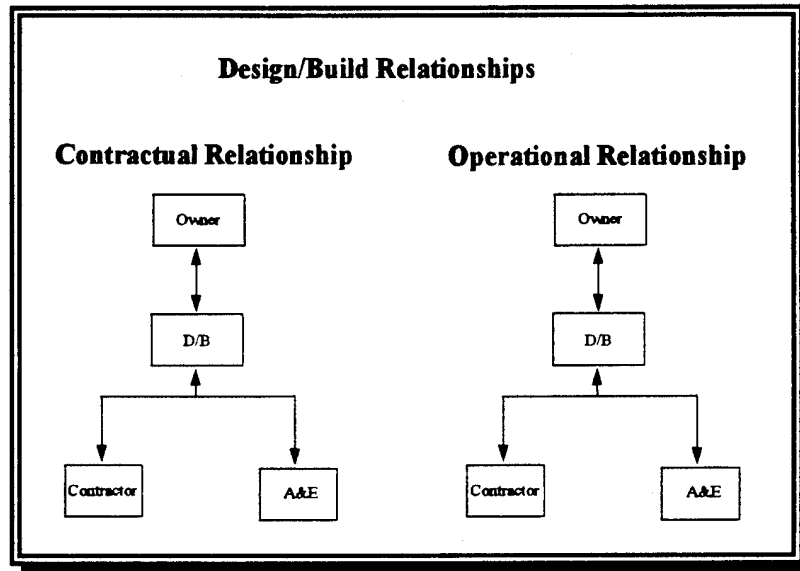 Design/Build Relationships
Contractual Relationship
Operational Relationship
Owner
Owner
D/B
D/B
Contractor
A&E
Contractor
A&E